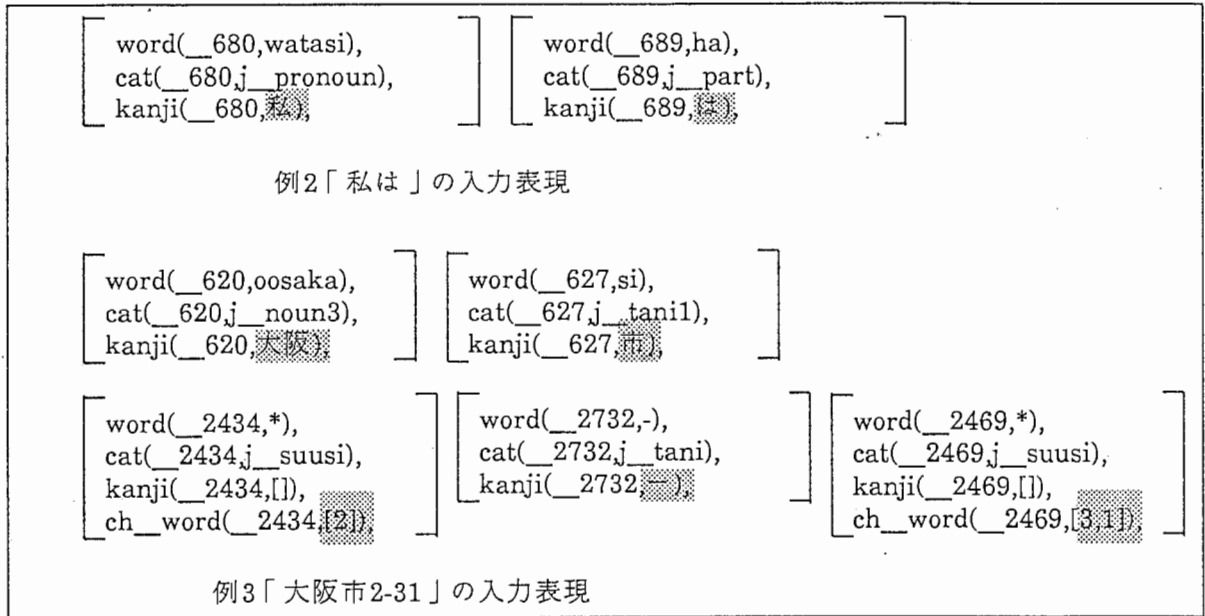 word(__680,watasi),
cat(__680,j__pronoun),
kanji(__680,私),
word(__689,ha),
cat(__689,j__part),
kanji(__689,は),
例2「私は」の入力表現
word(__620,oosaka),
cat(__620,j__noun3),
kanji(__620,大阪),
word(__627,si),
cat(__627,j__tani1),
kanji(__627,市),
word(__2434,*),
cat(__2434,j__suusi),
kanji(__2434,[]),
ch__word(__2434,[2]),
word(__2732,-),
cat(__2732,j__tani),
kanji(__2732,ー),
word(__2469,*),
cat(__2469,j__suusi),
kanji(__2469,[]),
ch__word(__2469,[3,1]),
例3「大阪市2-31」の入力表現